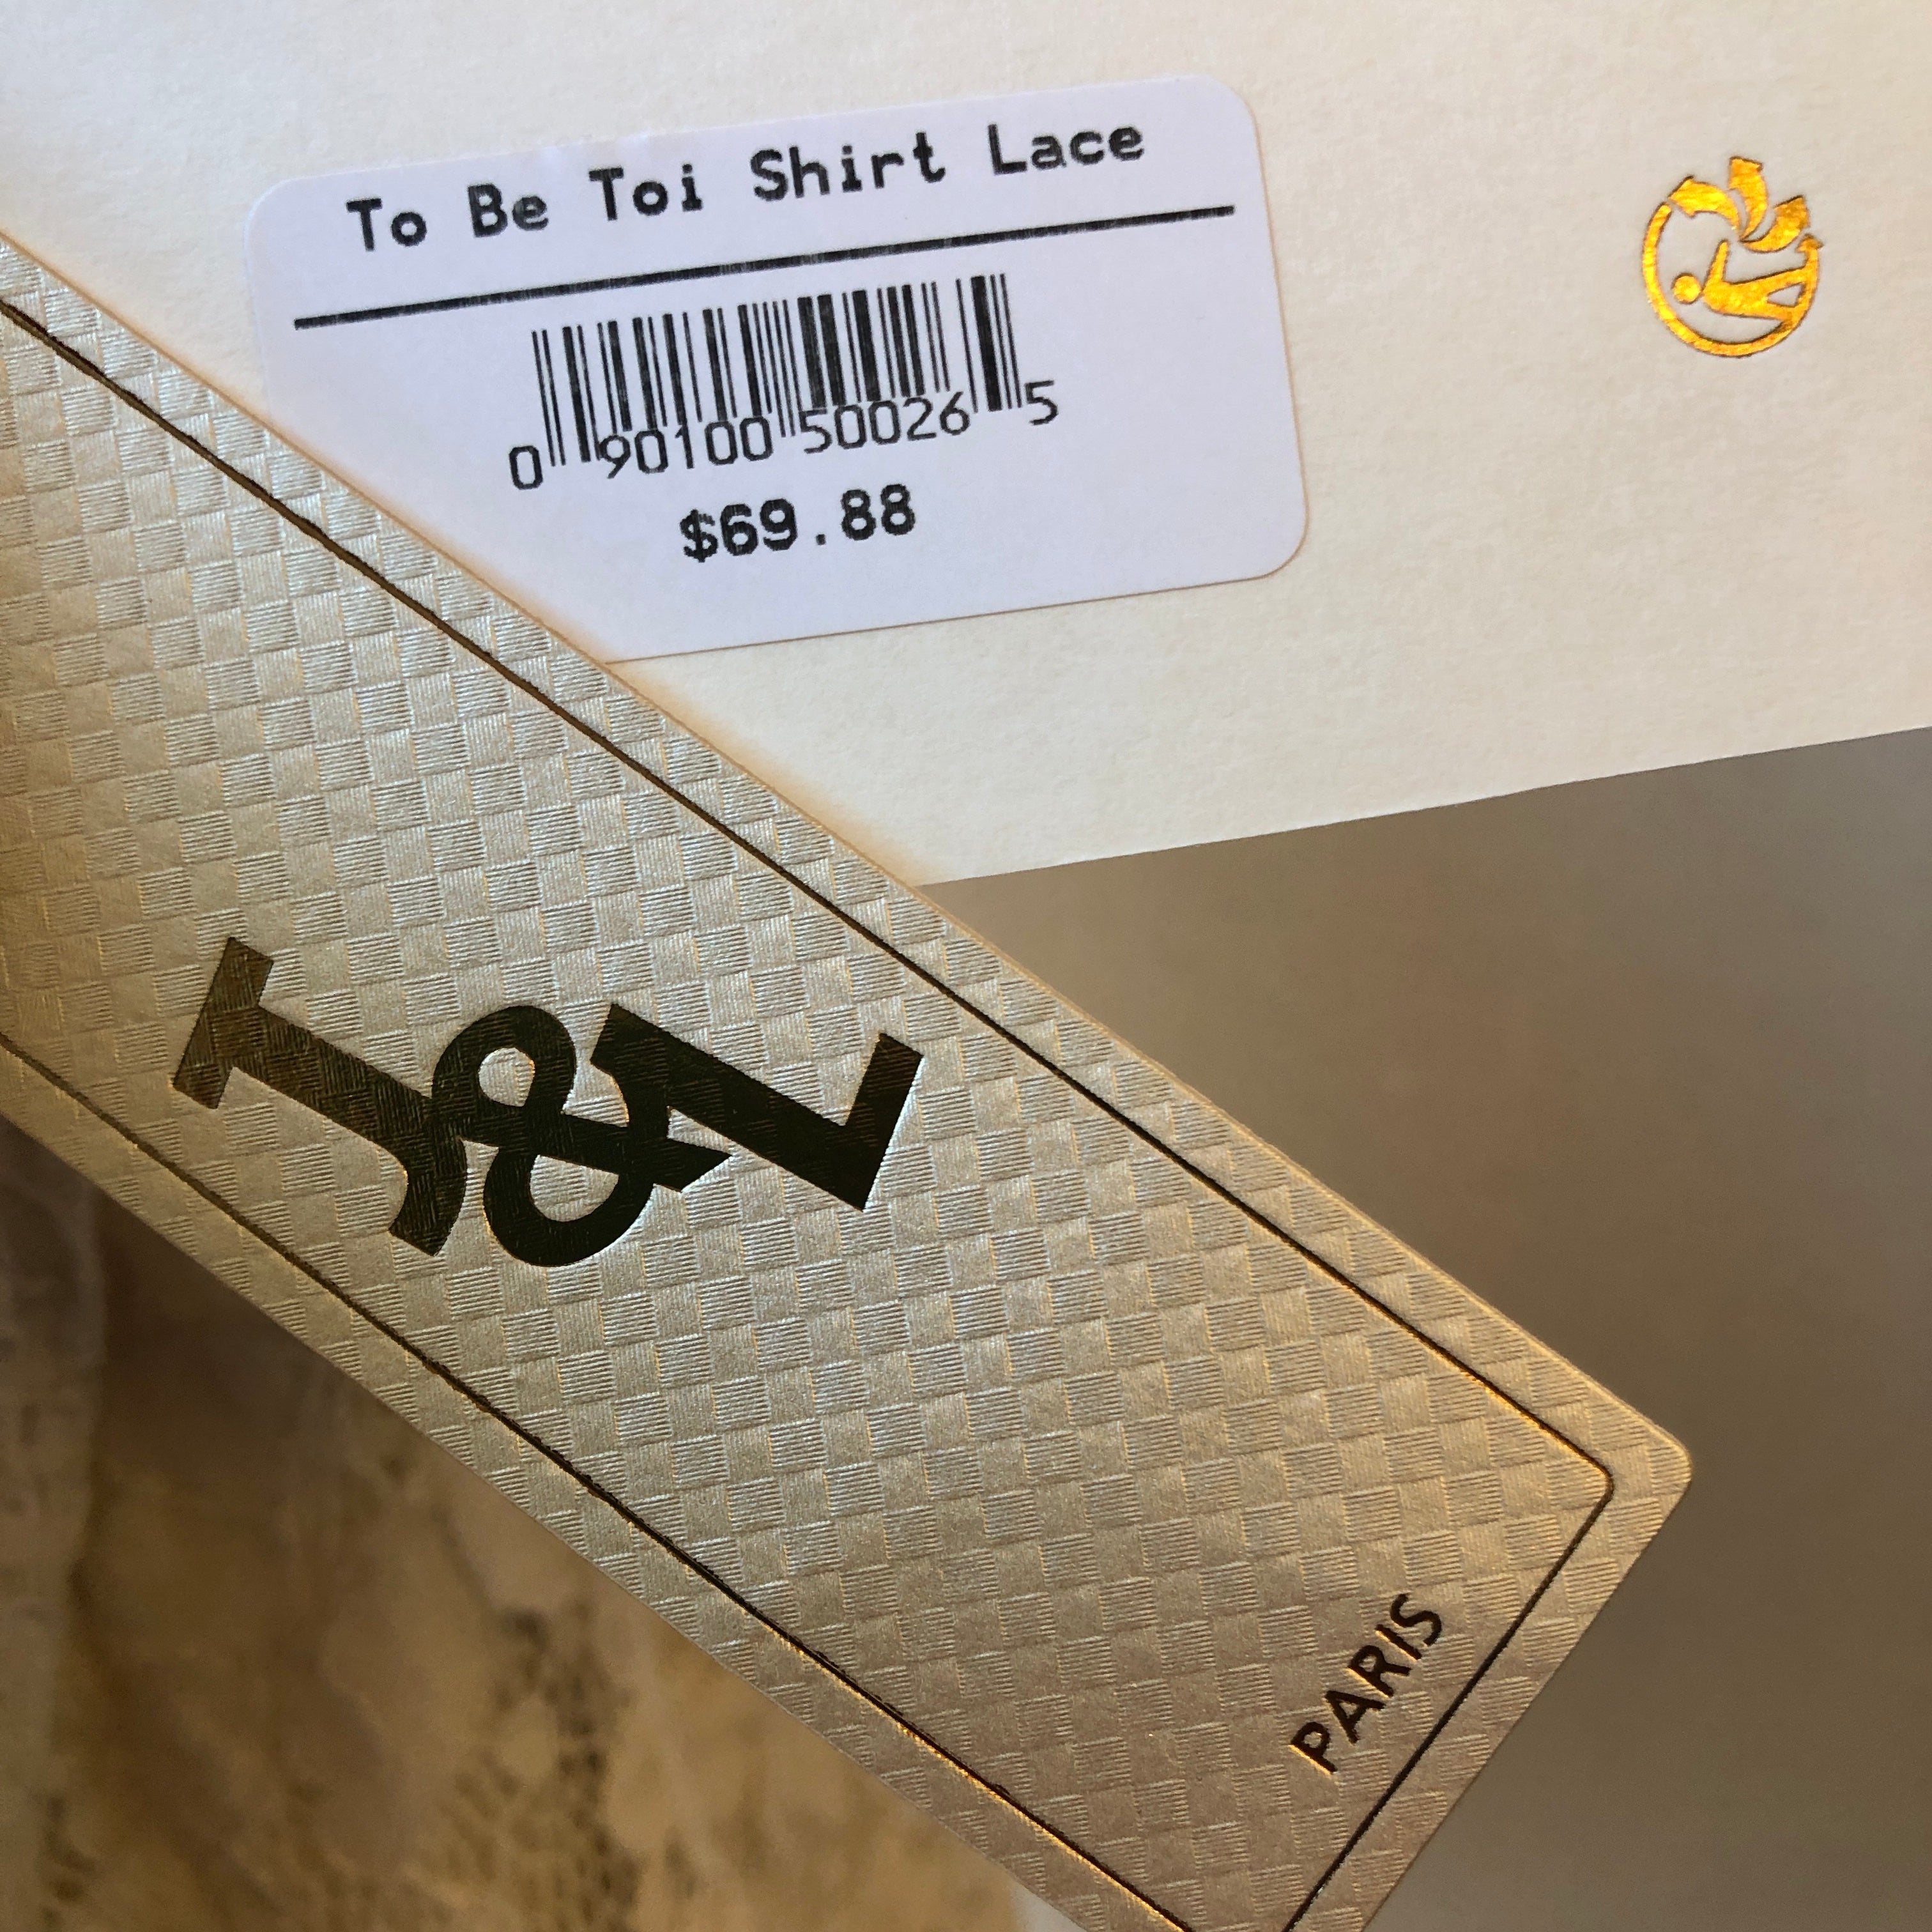 To Be Toi Shirt Lace
0 90100 50026 5
$69.88
J&L
PARIS